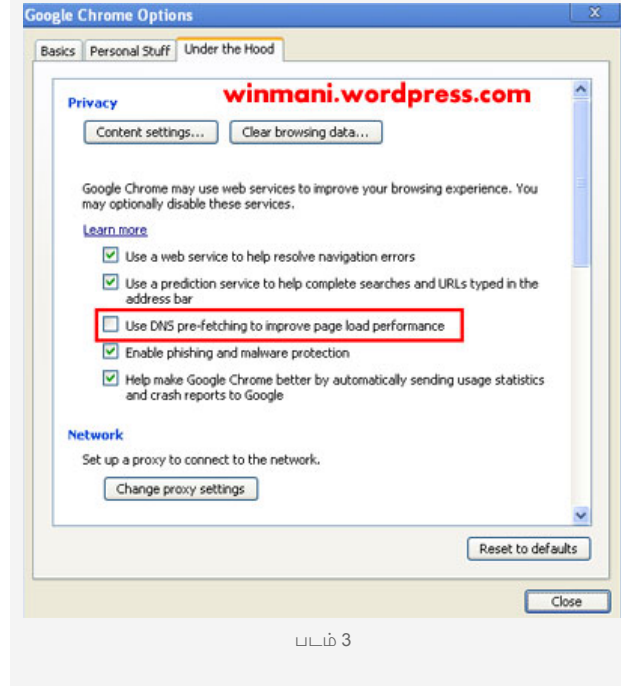 Google Chrome Options
Basics Personal Stuff Under the Hood
winmani.wordpress.com
Privacy
Content settings... Clear browsing data...
Google Chrome may use web services to improve your browsing experience. You
may optionally disable these services.
Learn more
Use a web service to help resolve navigation errors
Use a prediction service to help complete searches and URLs typed in the
address bar
Use DNS pre-fetching to improve page load performance
Enable phishing and malware protection
Help make Google Chrome better by automatically sending usage statistics
and crash reports to Google
Network
Set up a proxy to connect to the network.
Change proxy settings
Reset to defaults
Close
படம் 3